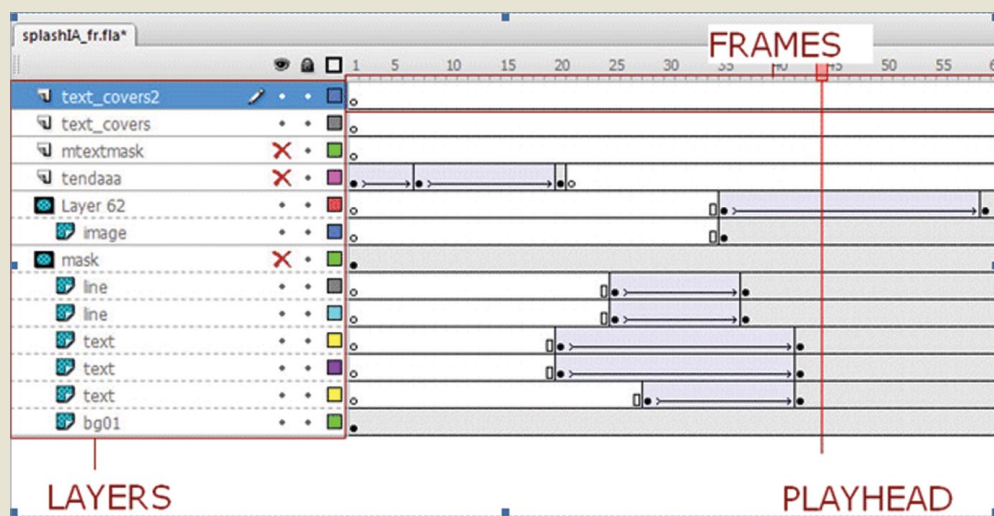 splashIA_fr.fla*
FRAMES
1 5 10 15 20 25 30 35 40 45 50 55
text_covers2
text_covers
mtextmask
tendaaa
Layer 62
image
mask
line
line
text
text
text
bg01
LAYERS
PLAYHEAD